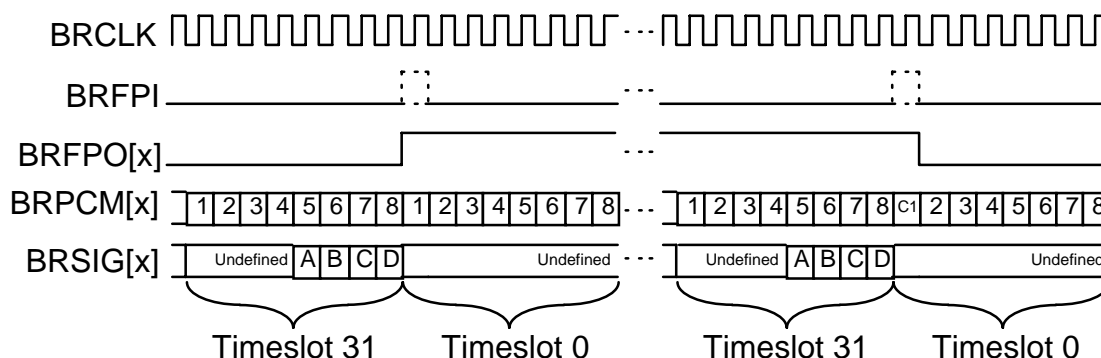 BRCLK
BRFPI
BRFPO[x]
BRPCM[x] 1 2 3 4 5 6 7 8 1 2 3 4 5 6 7 8 1 2 3 4 5 6 7 8 C1 2 3 4 5 6 7 8
BRSIG[x] Undefined A B C D Undefined Undefined A B C D Undefined
Timeslot 31 Timeslot 0 Timeslot 31 Timeslot 0